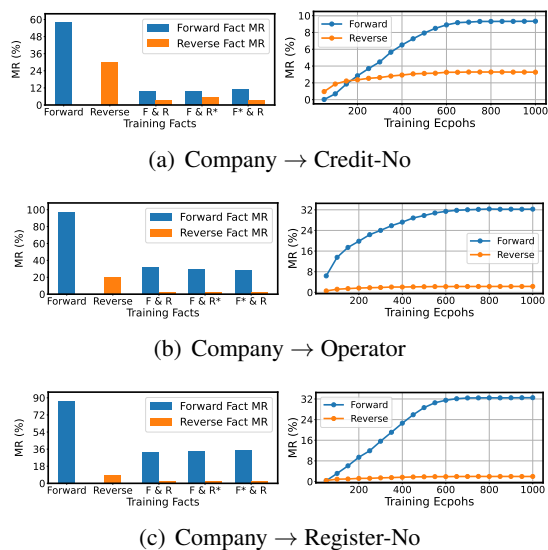 60
48
36
24
12
0
MR (%)
Forward Fact MR
Reverse Fact MR
Forward Reverse F & R F & R* F* & R
Training Facts
10
8
6
4
2
0
MR (%)
Forward
Reverse
0 200 400 600 800 1000
Training Ecpohs
(a) Company → Credit-No
100
80
60
40
20
0
MR (%)
Forward Fact MR
Reverse Fact MR
Forward Reverse F & R F & R* F* & R
Training Facts
32
24
16
8
0
MR (%)
Forward
Reverse
0 200 400 600 800 1000
Training Ecpohs
(b) Company → Operator
90
72
54
36
18
0
MR (%)
Forward Fact MR
Reverse Fact MR
Forward Reverse F & R F & R* F* & R
Training Facts
32
24
16
8
0
MR (%)
Forward
Reverse
0 200 400 600 800 1000
Training Ecpohs
(c) Company → Register-No